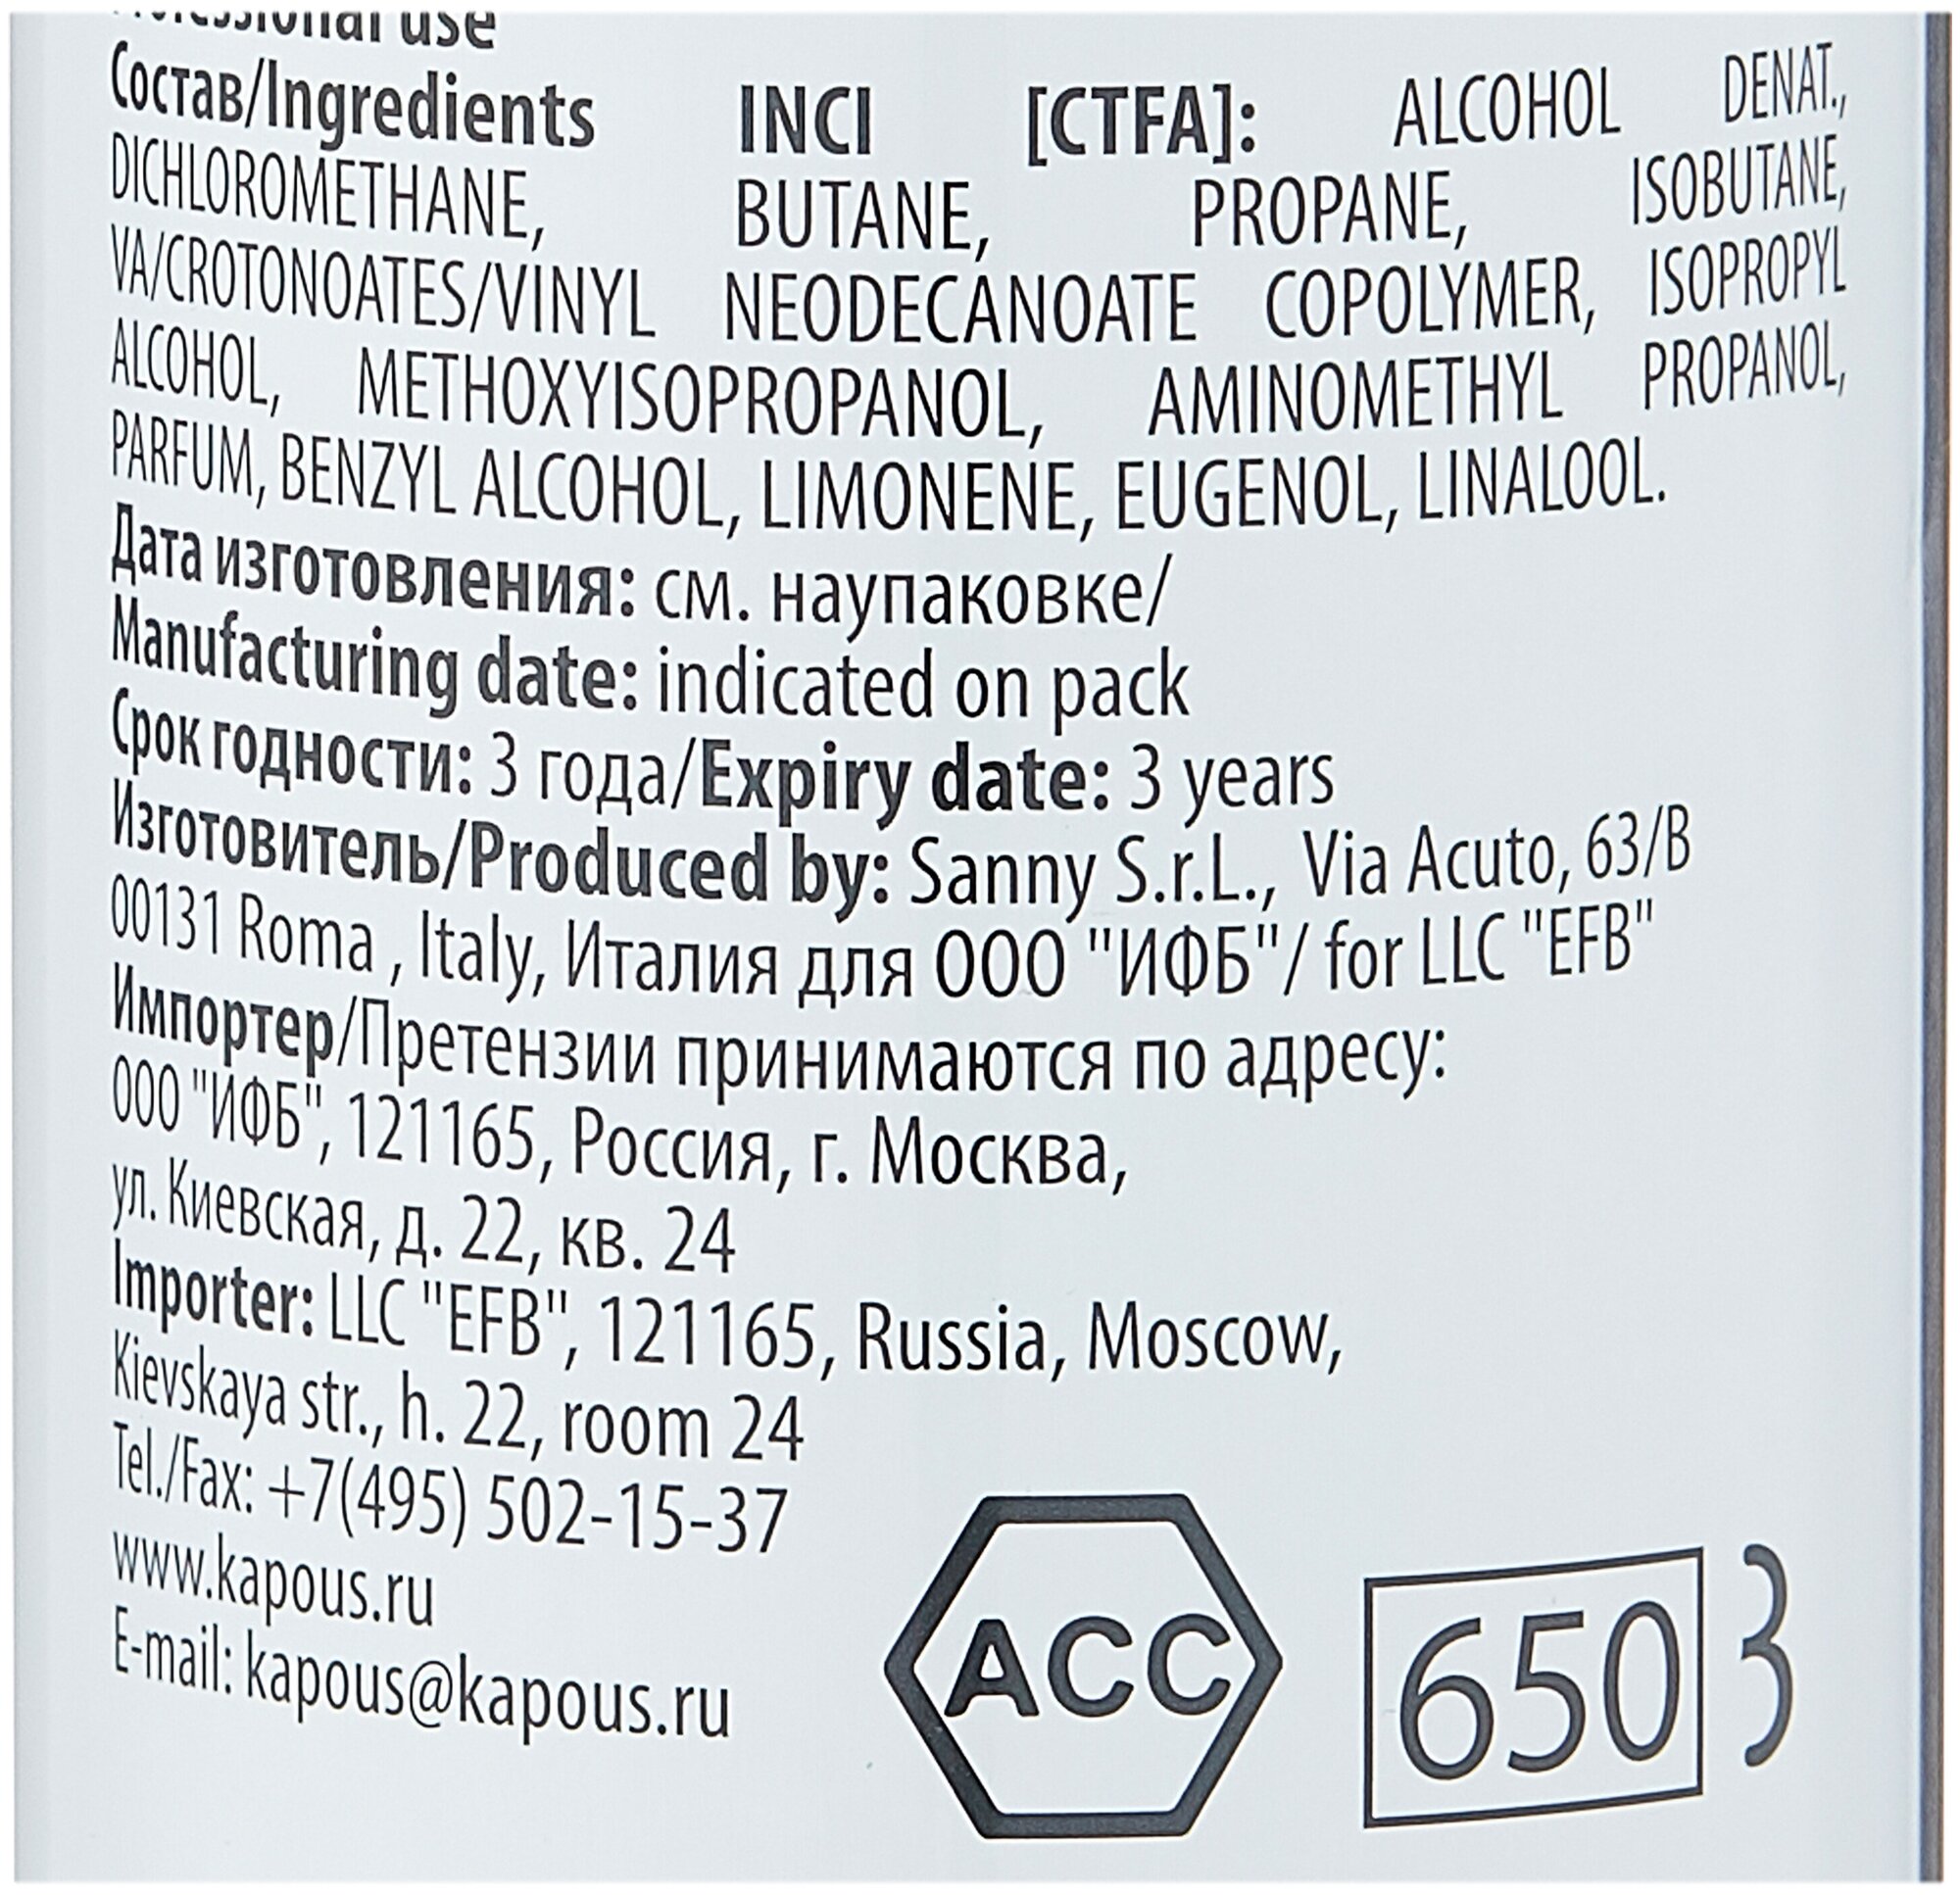 Professional use
Состав/Ingredients INCI [CTFA]: ALCOHOL DENAT.,
DICHLOROMETHANE, BUTANE, PROPANE, ISOBUTANE,
VA/CROTONOATES/VINYL NEODECANOATE COPOLYMER, ISOPROPYL
ALCOHOL, METHOXYISOPROPANOL, AMINOMETHYL PROPANOL,
PARFUM, BENZYL ALCOHOL, LIMONENE, EUGENOL, LINALOOL.
Дата изготовления: см. наупаковке/
Manufacturing date: indicated on pack
Срок годности: 3 года/Expiry date: 3 years
Изготовитель/Produced by: Sanny S.r.L., Via Acuto, 63/B
00131 Roma , Italy, Италия для ООО "ИФБ"/ for LLC "EFB"
Импортер/Претензии принимаются по адресу:
ООО "ИФБ", 121165, Россия, г. Москва,
ул. Киевская, д. 22, кв. 24
Importer: LLC "EFB", 121165, Russia, Moscow,
Kievskaya str., h. 22, room 24
Tel./Fax: +7(495) 502-15-37
www.kapous.ru
E-mail: kapous@kapous.ru
ACC
650 3